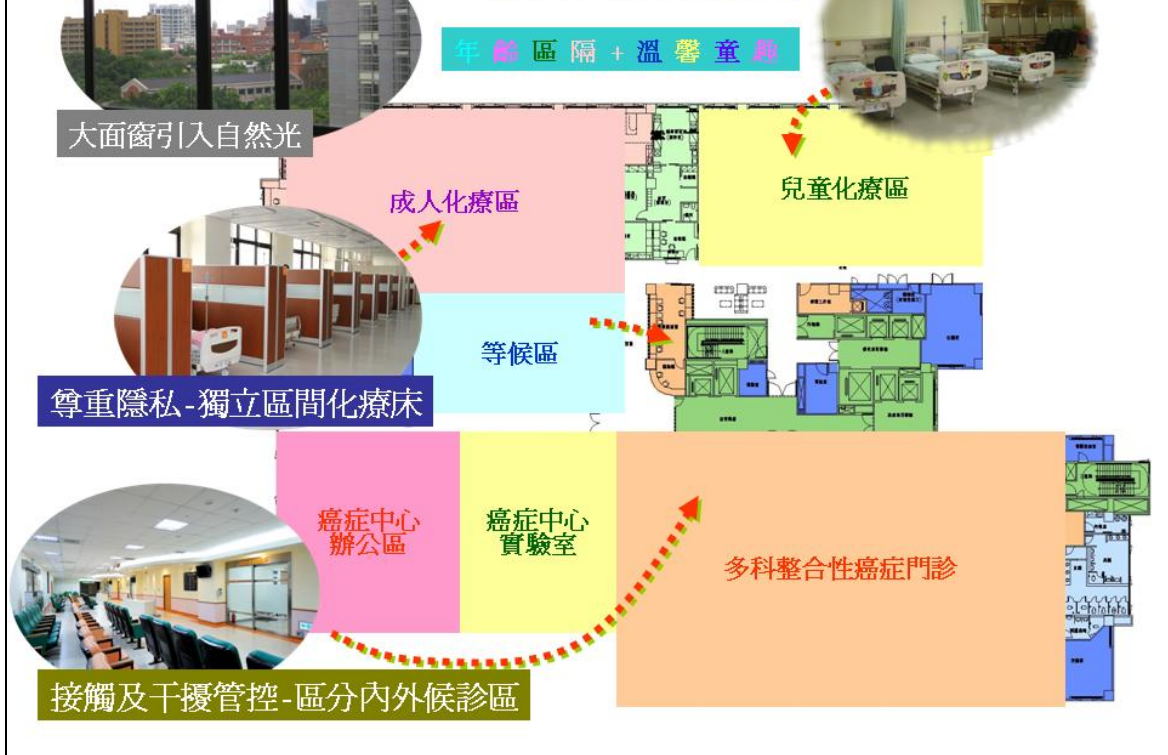 年齡區隔+溫馨童趣
大面窗引入自然光
成人化療區
兒童化療區
等候區
尊重隱私-獨立區間化療床
癌症中心
辦公區
癌症中心
實驗室
多科整合性癌症門診
接觸及干擾管控-區分內外候診區